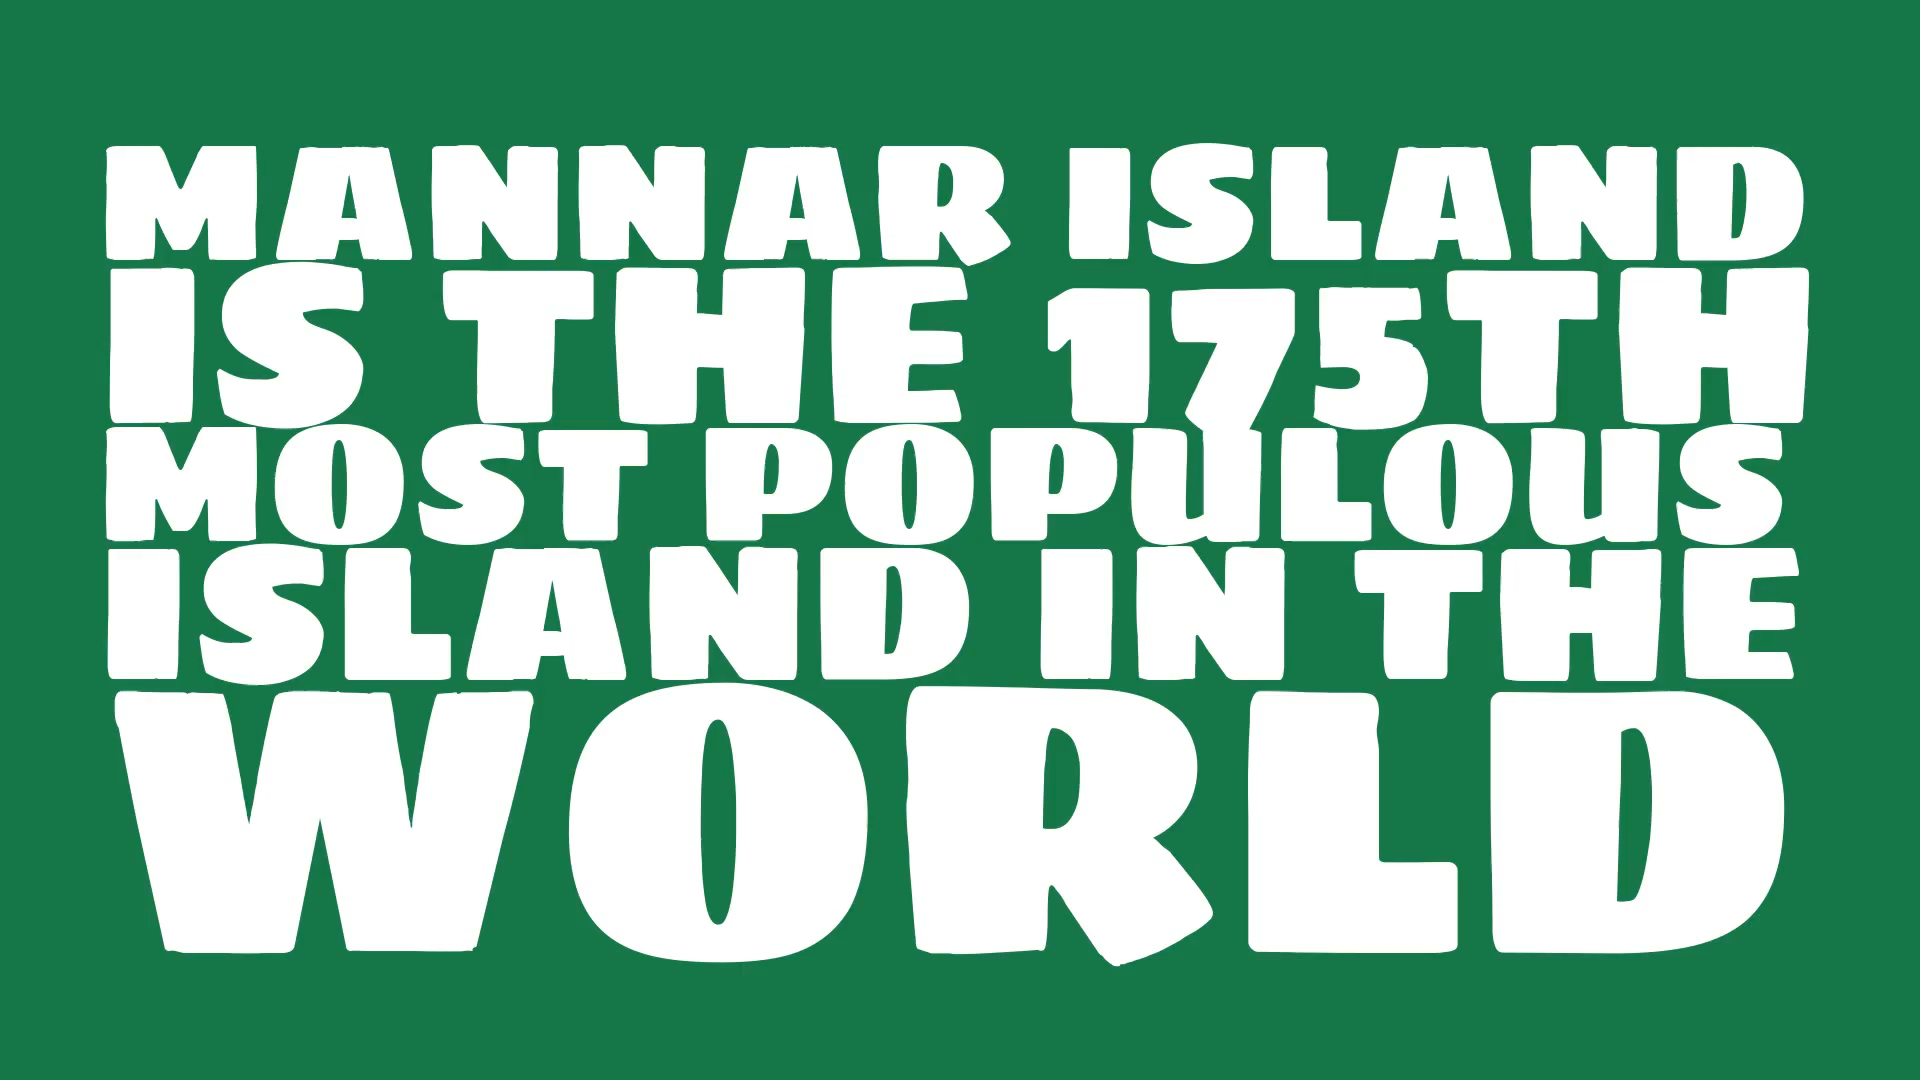 MANNAR ISLAND
IS THE 175TH
MOST POPULOUS
ISLAND IN THE
WORLD